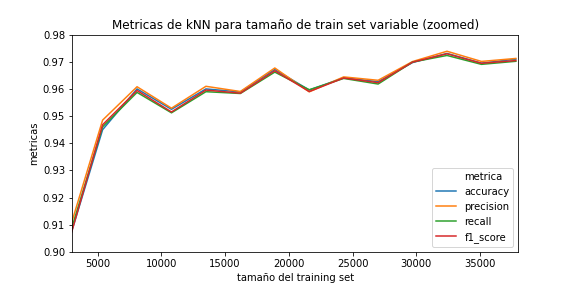 Metricas de kNN para tamaño de train set variable (zoomed)
0.98
0.97
0.96
0.95
0.94
0.93
0.92
0.91
0.90
metricas
metrica
accuracy
precision
recall
f1_score
5000 10000 15000 20000 25000 30000 35000
tamaño del training set